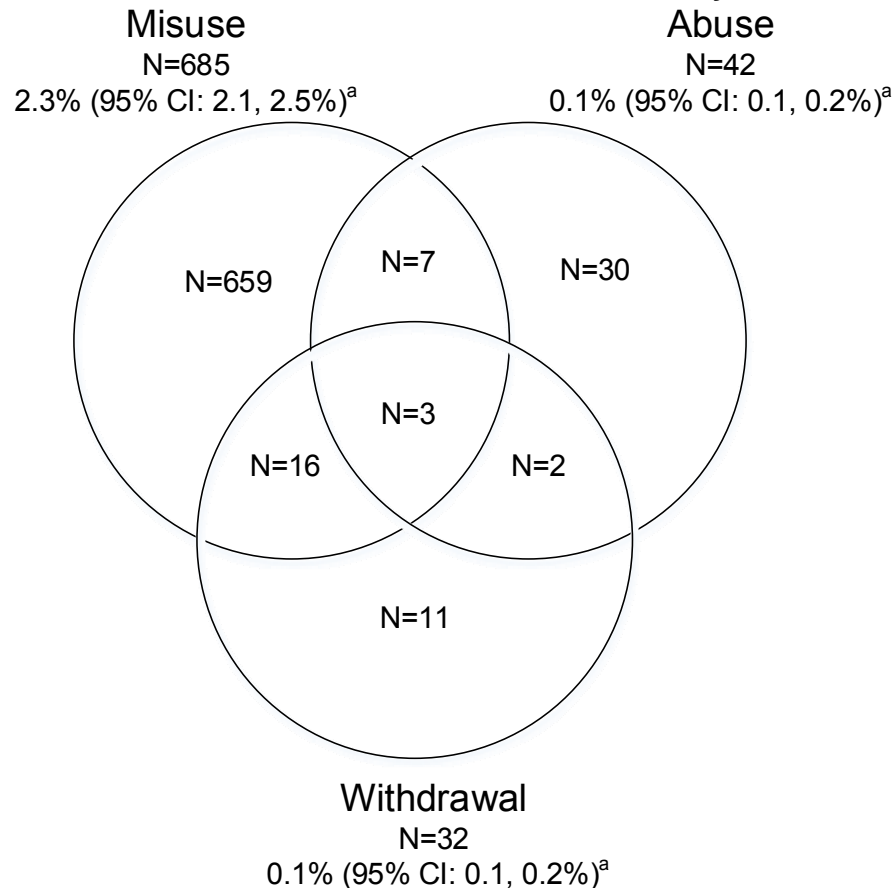 Misuse
N=685
2.3% (95% CI: 2.1, 2.5%)ª
Abuse
N=42
0.1% (95% CI: 0.1, 0.2%)ª
N=659
N=7
N=30
N=3
N=16
N=2
N=11
Withdrawal
N=32
0.1% (95% CI: 0.1, 0.2%)ª